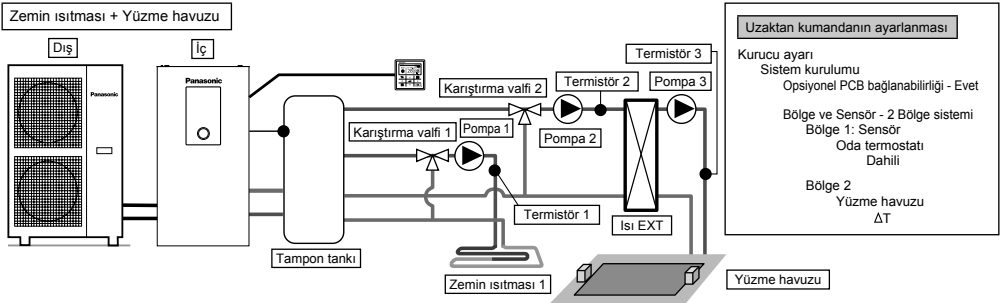 Zemin ısıtması + Yüzme havuzu
Dış
İç
Panasonic
Panasonic
Karıştırma valfi 2
Termistör 2
Termistör 3
Pompa 3
Karıştırma valfi 1
Pompa 1
Pompa 2
Termistör 1
Isı EXT
Tampon tankı
Zemin ısıtması 1
Yüzme havuzu
Uzaktan kumandanın ayarlanması
Kurucu ayarı
Sistem kurulumu
Opsiyonel PCB bağlanabilirliği - Evet
Bölge ve Sensör - 2 Bölge sistemi
Bölge 1: Sensör
Oda termostatı
Dahili
Bölge 2
Yüzme havuzu
ΔT